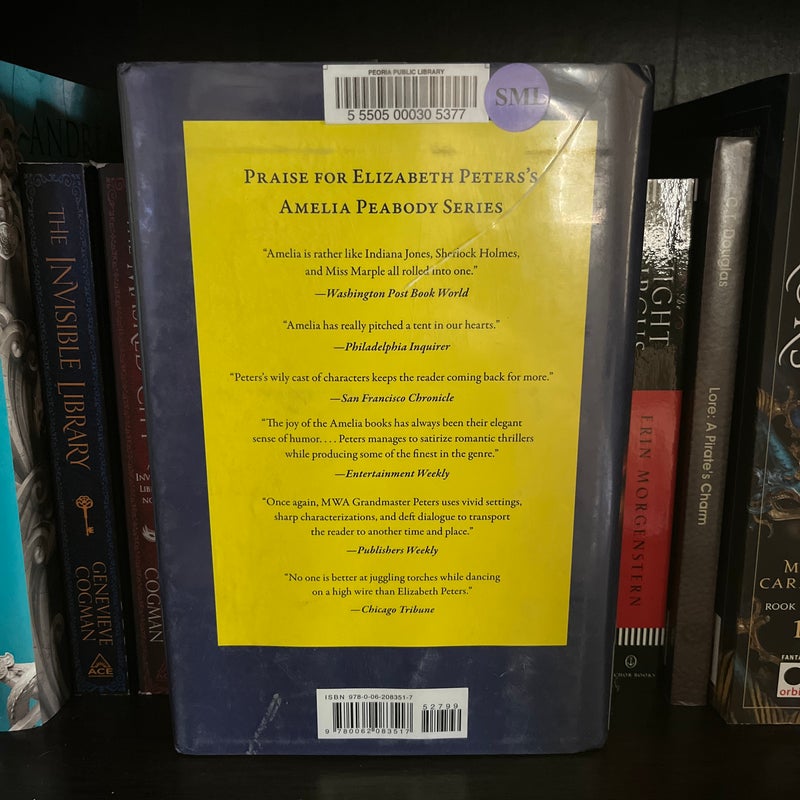 PEORIA PUBLIC LIBRARY
5 5505 00030 5377
SML
PRAISE FOR ELIZABETH PETERS'S
AMELIA PEABODY SERIES
“Amelia is rather like Indiana Jones, Sherlock Holmes,
and Miss Marple all rolled into one.”
—Washington Post Book World
“Amelia has really pitched a tent in our hearts.”
—Philadelphia Inquirer
“Peters's wily cast of characters keeps the reader coming back for more.”
—San Francisco Chronicle
“The joy of the Amelia books has always been their elegant
sense of humor. . . . Peters manages to satirize romantic thrillers
while producing some of the finest in the genre.”
—Entertainment Weekly
“Once again, MWA Grandmaster Peters uses vivid settings,
sharp characterizations, and deft dialogue to transport
the reader to another time and place.”
—Publishers Weekly
“No one is better at juggling torches while dancing
on a high wire than Elizabeth Peters.”
—Chicago Tribune
ISBN 978-0-06-208351-7
52799
9 780062 083517
THE INVISIBLE LIBRARY
GENEVIEVE
COGMAN
ACE
COGMAN
ERIN MORGENSTERN
C.L. Douglas
Lore: A Pirate's Charm